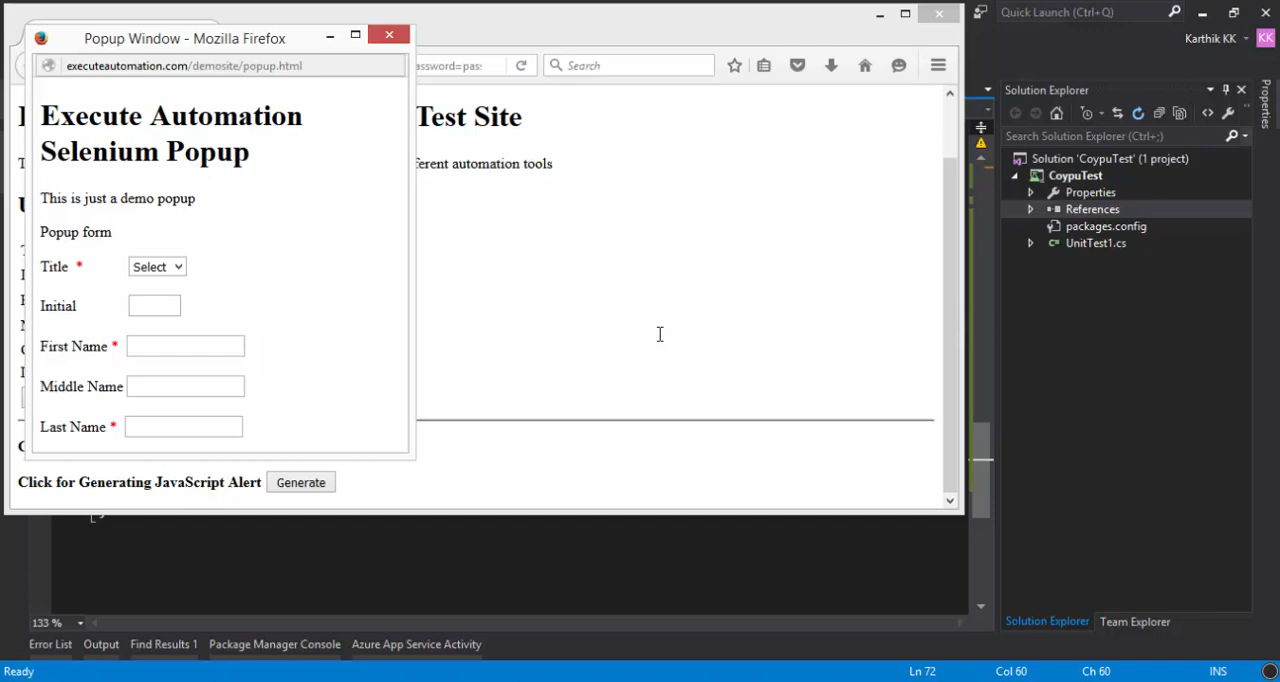 Popup Window - Mozilla Firefox
executeautomation.com/demosite/popup.html
Execute Automation
Selenium Popup
This is just a demo popup
Popup form
Title *
Select
Initial
First Name *
Middle Name
Last Name *
assword=pas
Search
Test Site
ferent automation tools
Click for Generating JavaScript Alert
Generate
Quick Launch (Ctrl+Q)
Karthik KK
KK
Solution Explorer
Search Solution Explorer (Ctrl+;)
Solution 'CoypuTest' (1 project)
CoypuTest
Properties
References
packages.config
UnitTest1.cs
Properties
Solution Explorer
Team Explorer
133 %
Error List
Output
Find Results 1
Package Manager Console
Azure App Service Activity
Ready
Ln 72
Col 60
Ch 60
INS